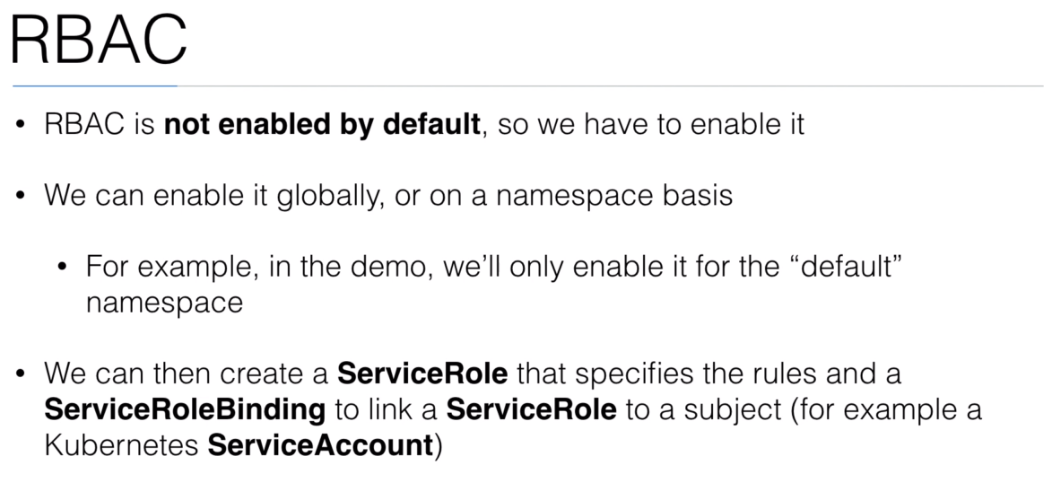 RBAC
• RBAC is not enabled by default, so we have to enable it
• We can enable it globally, or on a namespace basis
• For example, in the demo, we'll only enable it for the “default”
namespace
• We can then create a ServiceRole that specifies the rules and a
ServiceRoleBinding to link a ServiceRole to a subject (for example a
Kubernetes ServiceAccount)